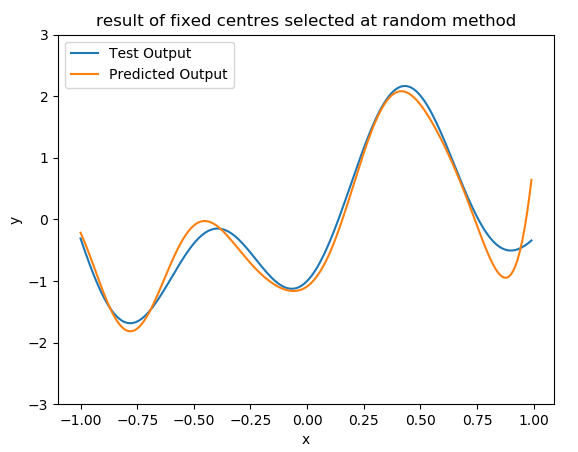 result of fixed centres selected at random method
Test Output
Predicted Output
3
2
1
0
−1
−2
−3
y
−1.00 −0.75 −0.50 −0.25 0.00 0.25 0.50 0.75 1.00
x